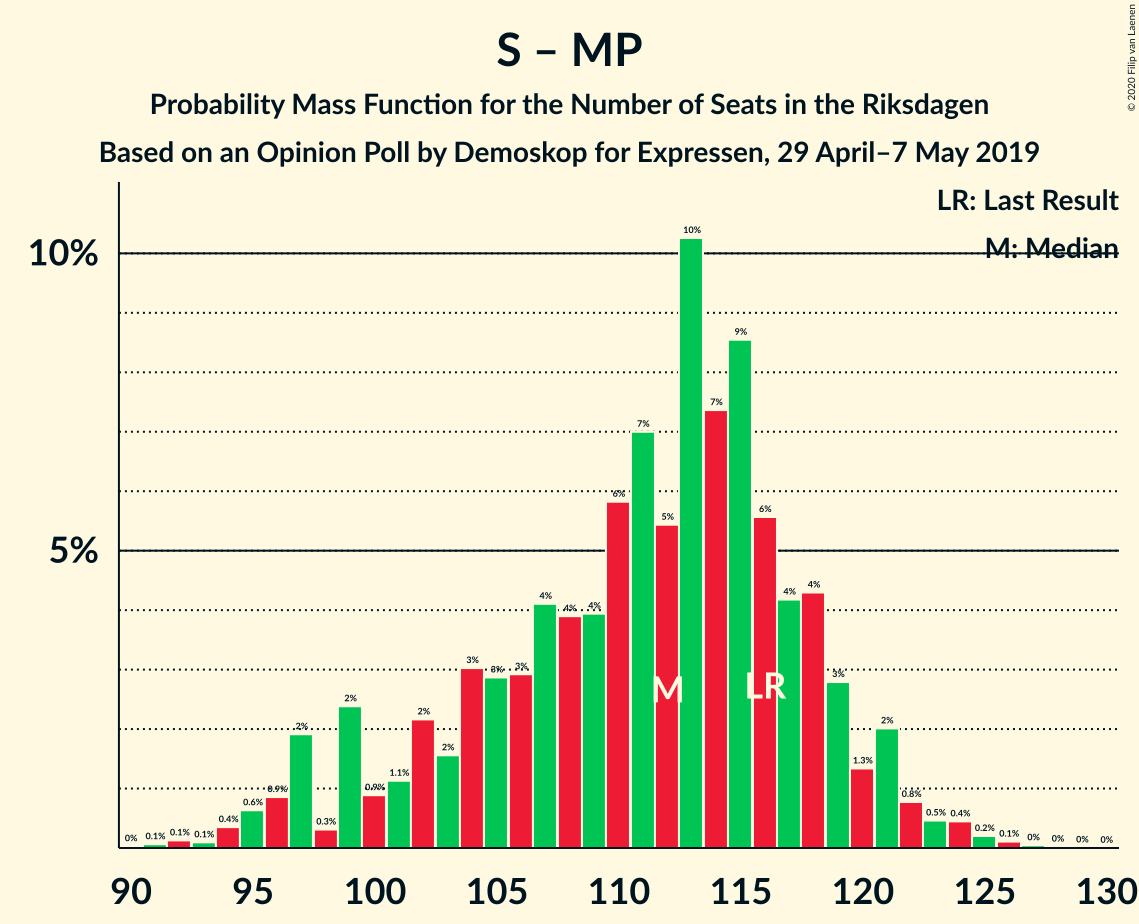 © 2020 Filip van Laenen
S – MP
Probability Mass Function for the Number of Seats in the Riksdagen
Based on an Opinion Poll by Demoskop for Expressen, 29 April–7 May 2019
LR: Last Result
M: Median
10%
5%
0% 0.1% 0.1% 0.1% 0.4% 0.6% 0.9% 2% 0.3% 2% 0.9% 1.1% 2% 2% 3% 3% 3% 4% 4% 4% 6% 7% 5% 10% 7% 9% 6% 4% 4% 3% 1.3% 2% 0.8% 0.5% 0.4% 0.2% 0.1% 0% 0% 0% 0%
M LR
90 95 100 105 110 115 120 125 130